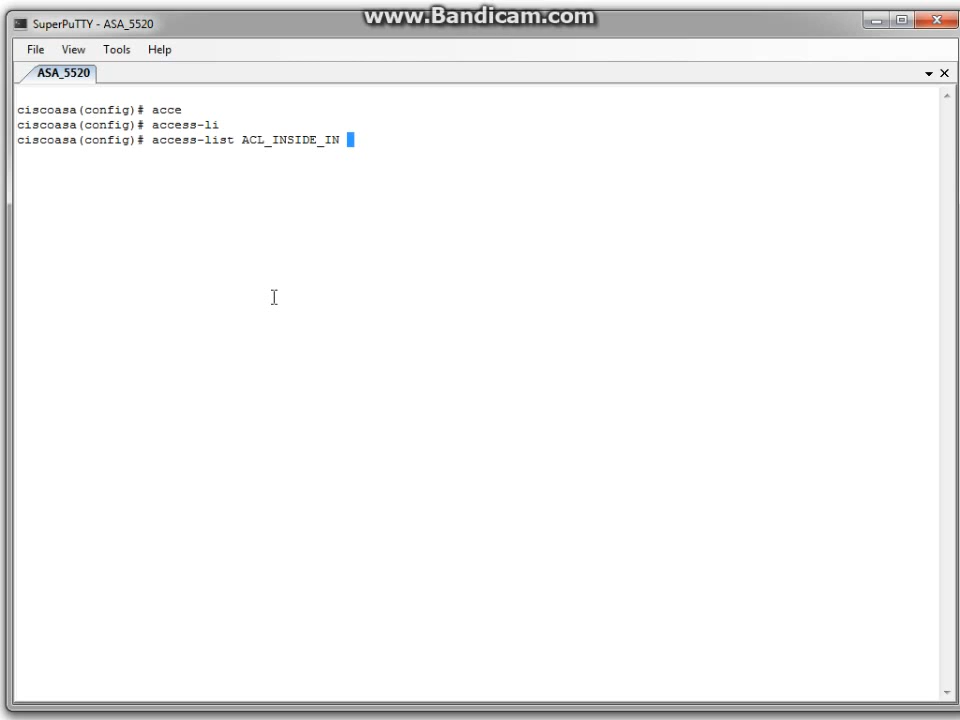 www.Bandicam.com
SuperPuTTY - ASA_5520
File View Tools Help
ASA_5520
ciscoasa(config)# acce
ciscoasa(config)# access-li
ciscoasa(config)# access-list ACL_INSIDE_IN